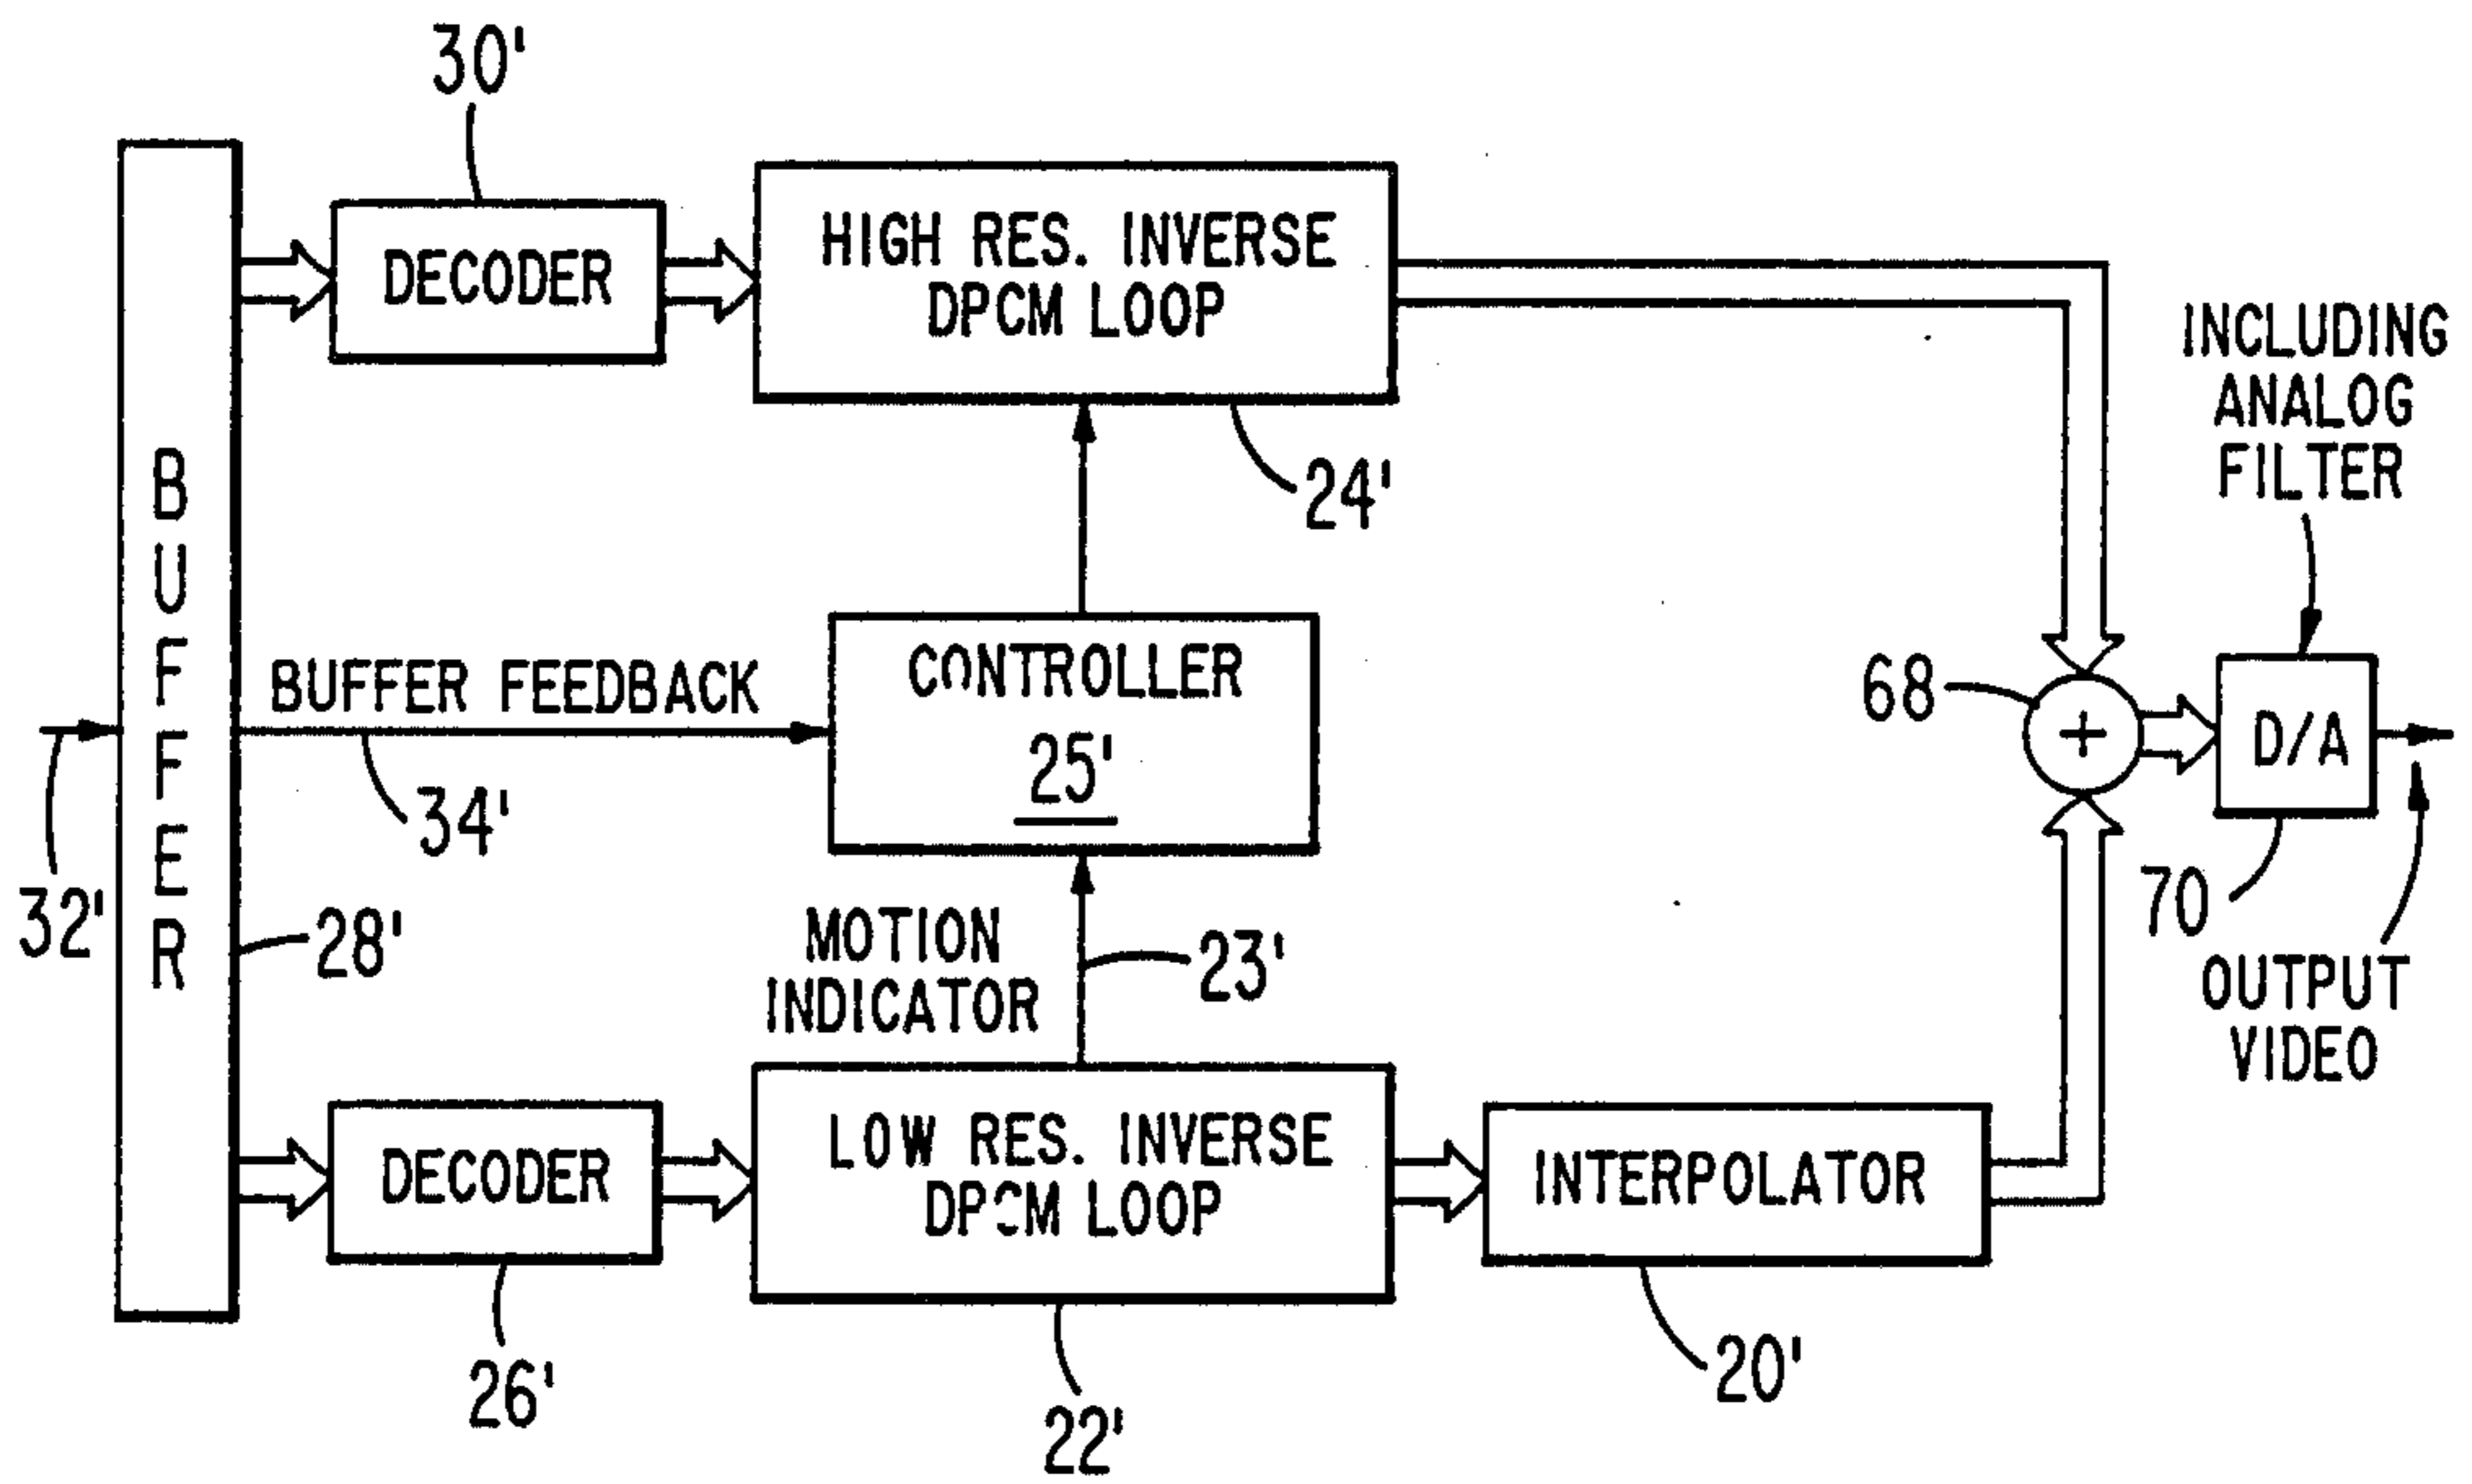 30'
DECODER
HIGH RES. INVERSE
DPCM LOOP
24'
INCLUDING
ANALOG
FILTER
BUFFER
32'
28'
BUFFER FEEDBACK
34'
CONTROLLER
25'
68
+
D/A
70
OUTPUT
VIDEO
MOTION
INDICATOR
23'
DECODER
26'
LOW RES. INVERSE
DPCM LOOP
22'
INTERPOLATOR
20'